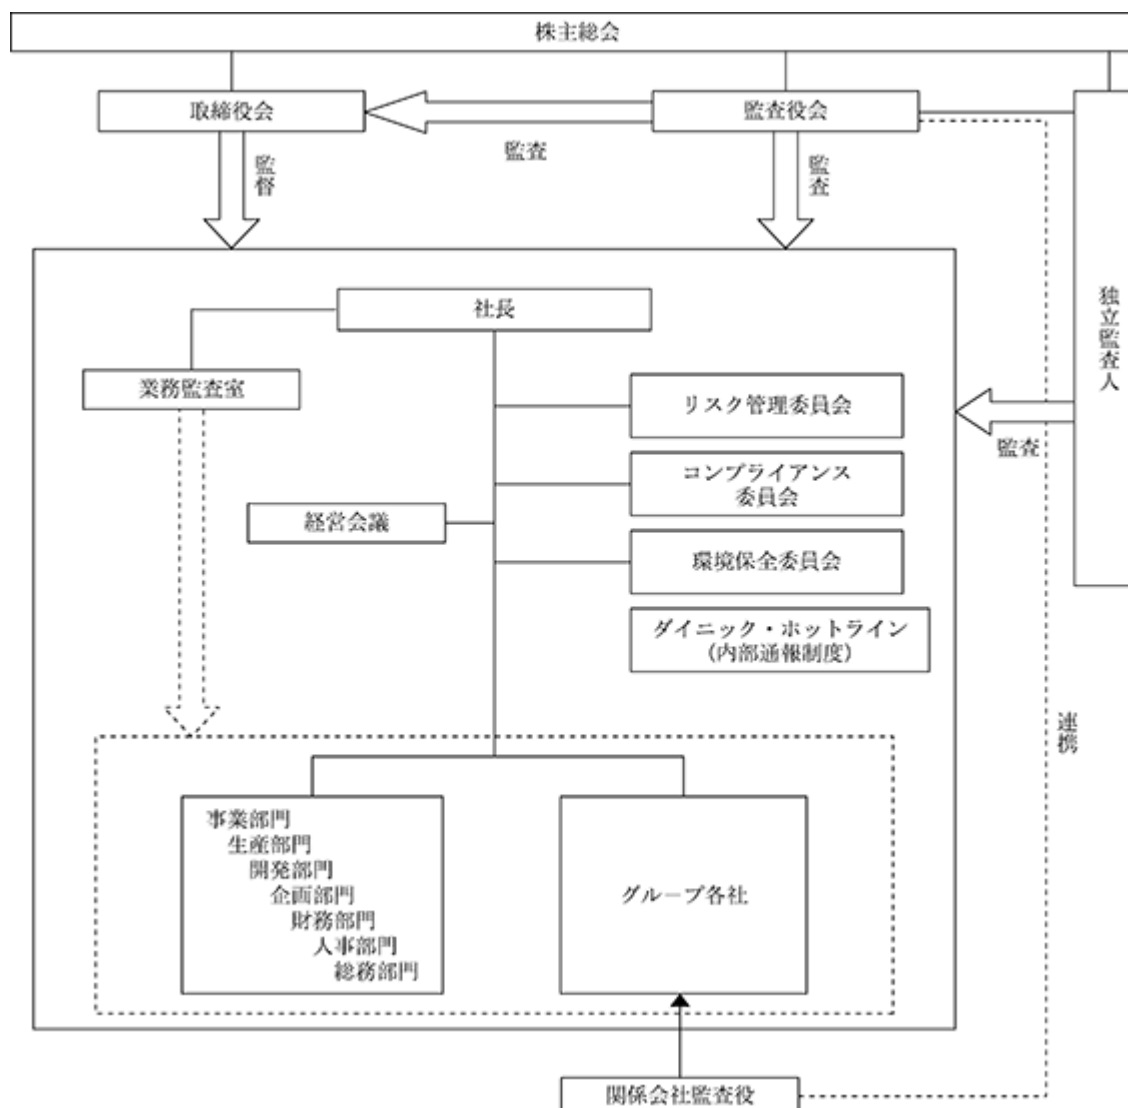 株主総会
取締役会
監査役会
監査
監督
監査
独立監査人
社長
業務監査室
リスク管理委員会
監査
コンプライアンス
委員会
経営会議
環境保全委員会
ダイニック・ホットライン
（内部通報制度）
連携
事業部門
生産部門
開発部門
企画部門
財務部門
人事部門
総務部門
グループ各社
関係会社監査役